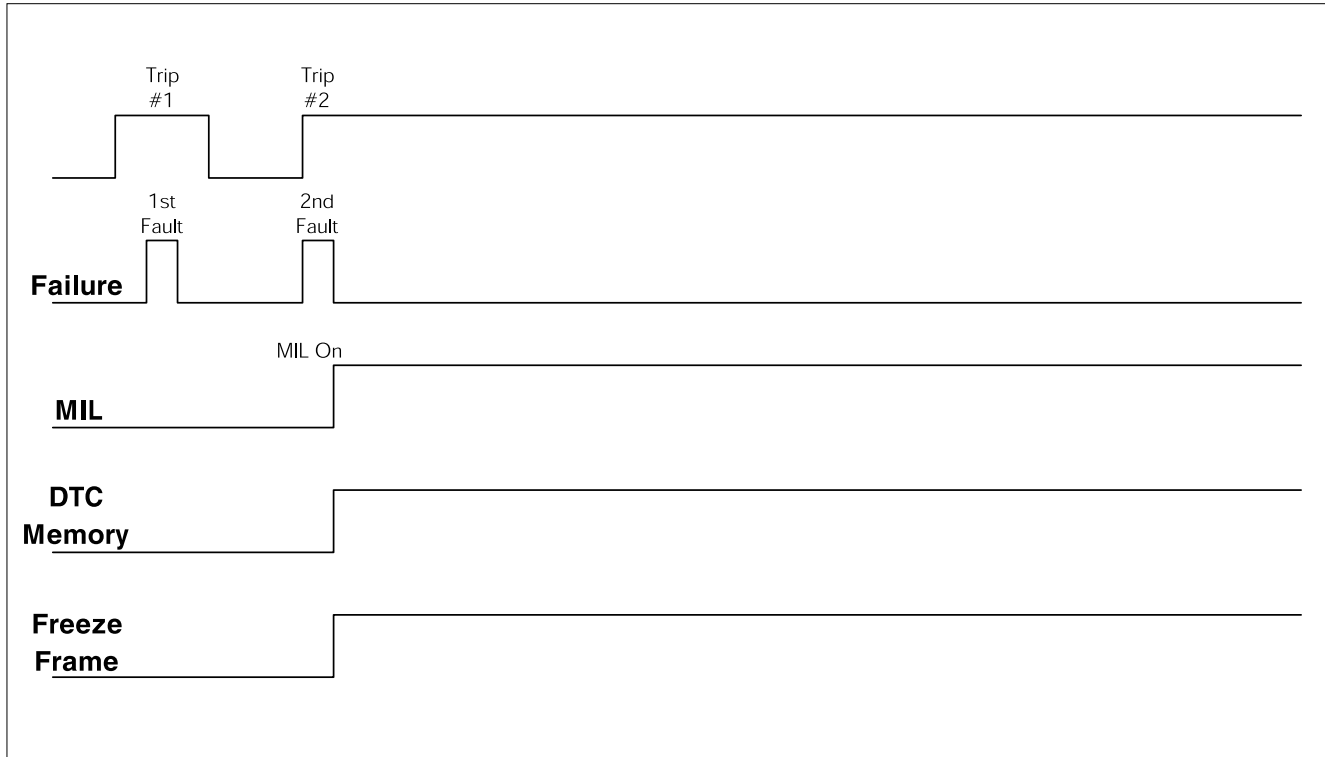 Trip
#1
Trip
#2
1st
Fault
2nd
Fault
Failure
MIL On
MIL
DTC
Memory
Freeze
Frame